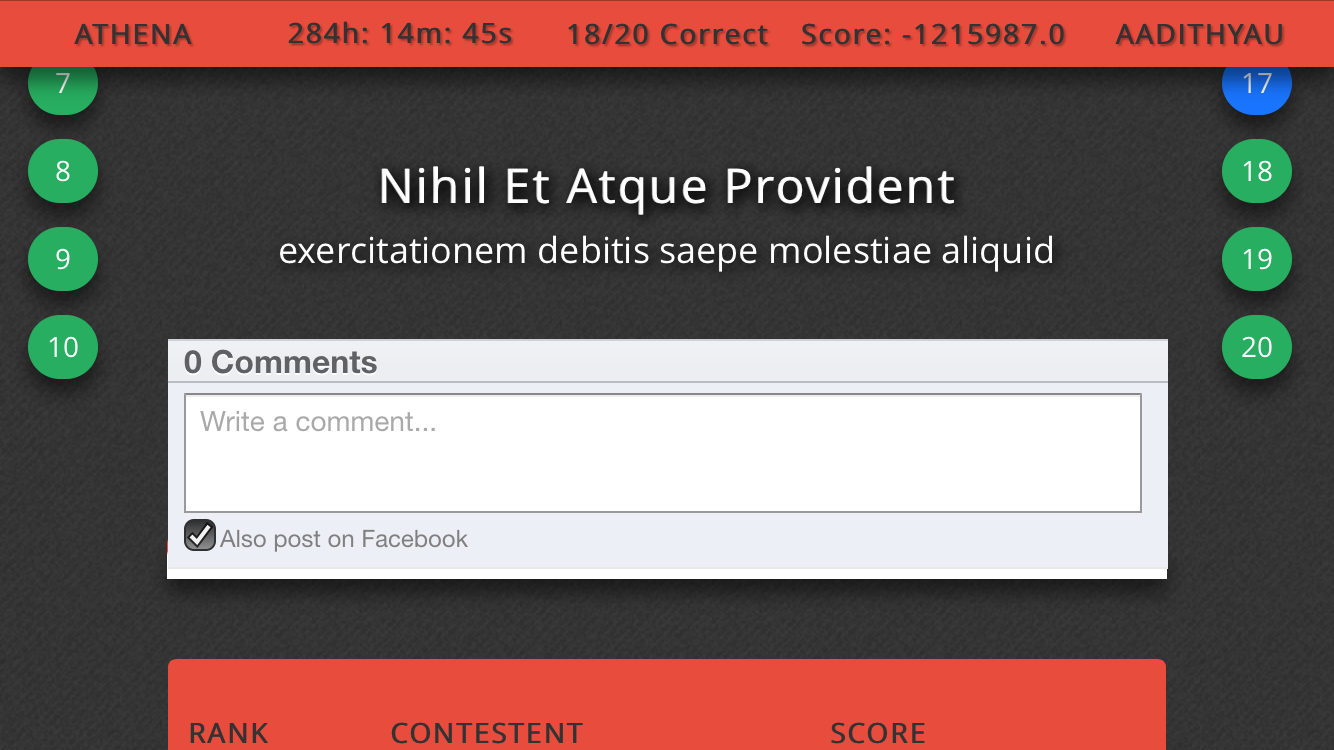 ATHENA 284h: 14m: 45s 18/20 Correct Score: -1215987.0 AADITHYAU
7 17
8 18
Nihil Et Atque Provident
exercitationem debitis saepe molestiae aliquid
9 19
10 20
0 Comments
Write a comment...
Also post on Facebook
RANK CONTESTENT SCORE